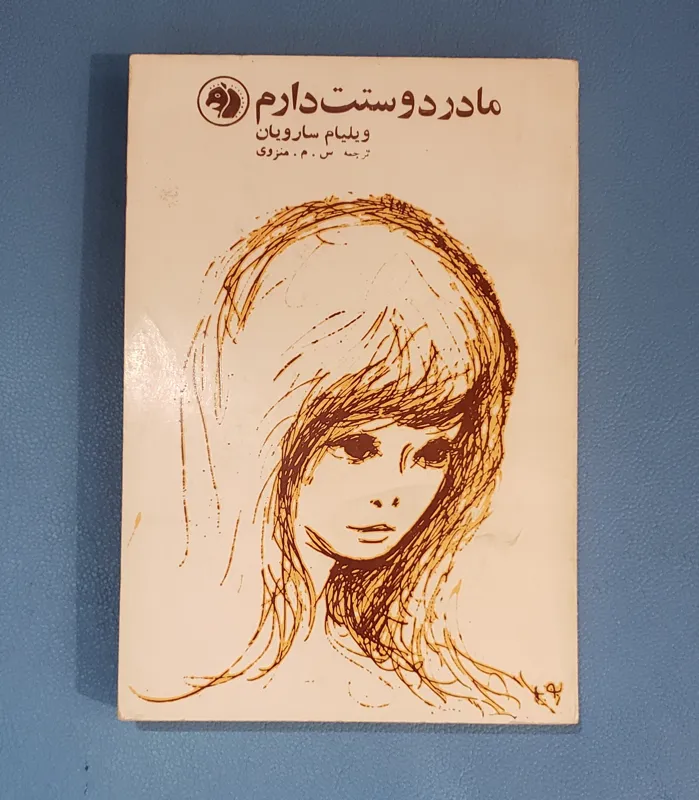 مادر دوستت دارم
ویلیام سارویان
ترجمه س . م . منزوی